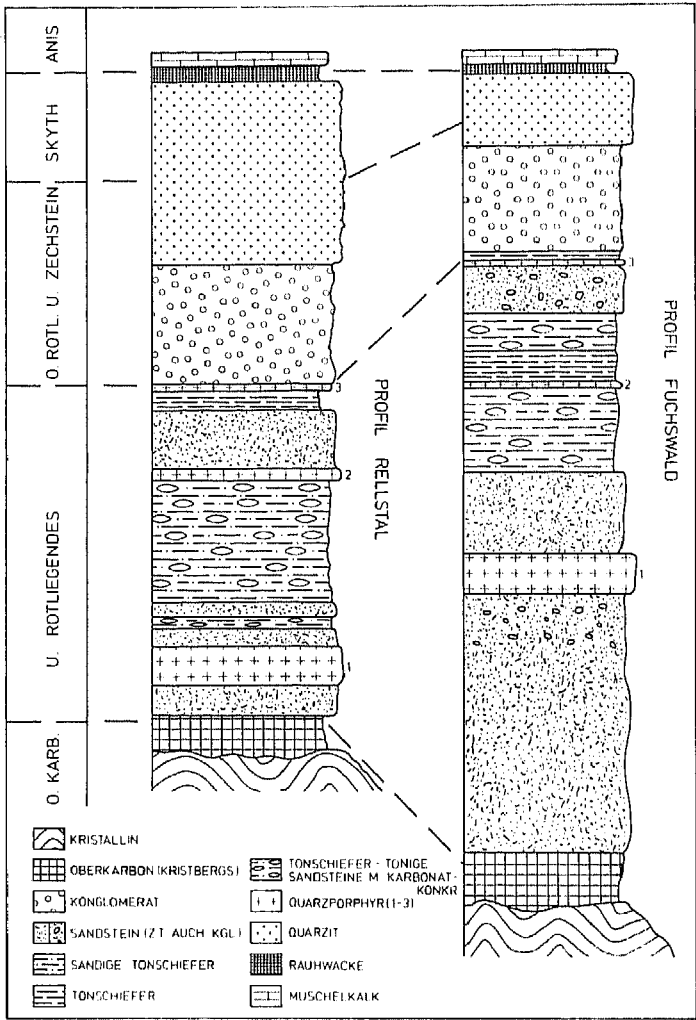 ANIS
SKYTH
O. ROTL. U. ZECHSTEIN
U. ROTLIEGENDES
O. KARB.
3
2
1
PROFIL RELLSTAL
3
2
1
PROFIL FUCHSWALD
KRISTALLIN
OBERKARBON (KRISTBERGS)
KONGLOMERAT
SANDSTEIN (Z T AUCH KGL)
SANDIGE TONSCHIEFER
TONSCHIEFER
TONSCHIEFER - TONIGE
SANDSTEINE M KARBONAT-
KONKR
QUARZPORPHYR (1-3)
QUARZIT
RAUHWACKE
MUSCHELKALK